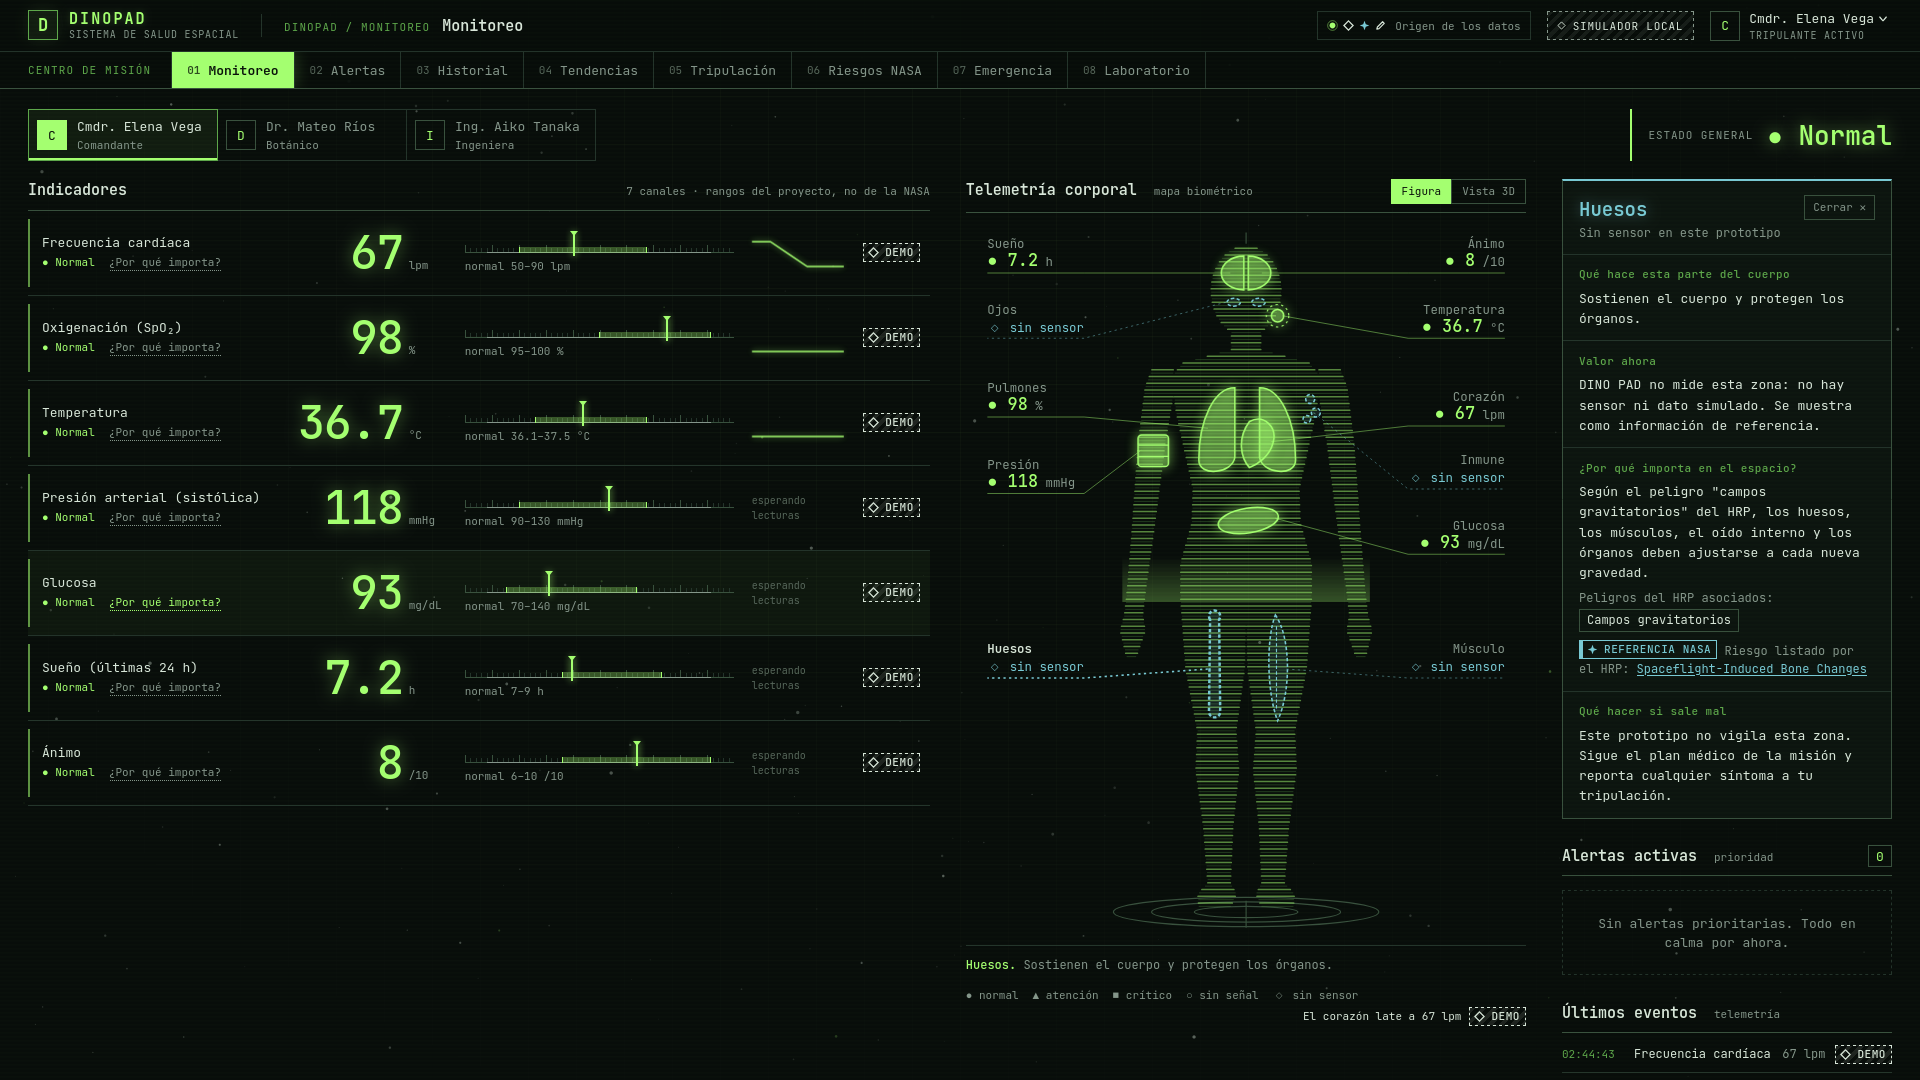 D DINOPAD
SISTEMA DE SALUD ESPACIAL
DINOPAD / MONITOREO Monitoreo
Origen de los datos
SIMULADOR LOCAL
C Cmdr. Elena Vega
TRIPULANTE ACTIVO
CENTRO DE MISIÓN
01 Monitoreo
02 Alertas
03 Historial
04 Tendencias
05 Tripulación
06 Riesgos NASA
07 Emergencia
08 Laboratorio
C Cmdr. Elena Vega
Comandante
D Dr. Mateo Ríos
Botánico
I Ing. Aiko Tanaka
Ingeniera
ESTADO GENERAL ● Normal
Indicadores
7 canales · rangos del proyecto, no de la NASA
Frecuencia cardíaca
● Normal ¿Por qué importa?
67 lpm
normal 50–90 lpm
DEMO
Oxigenación (SpO₂)
● Normal ¿Por qué importa?
98 %
normal 95–100 %
DEMO
Temperatura
● Normal ¿Por qué importa?
36.7 °C
normal 36.1–37.5 °C
DEMO
Presión arterial (sistólica)
● Normal ¿Por qué importa?
118 mmHg
normal 90–130 mmHg
esperando
lecturas
DEMO
Glucosa
● Normal ¿Por qué importa?
93 mg/dL
normal 70–140 mg/dL
esperando
lecturas
DEMO
Sueño (últimas 24 h)
● Normal ¿Por qué importa?
7.2 h
normal 7–9 h
esperando
lecturas
DEMO
Ánimo
● Normal ¿Por qué importa?
8 /10
normal 6–10 /10
esperando
lecturas
DEMO
Telemetría corporal mapa biométrico
Figura
Vista 3D
Sueño
● 7.2 h
Ánimo
● 8 /10
Ojos
◇ sin sensor
Temperatura
● 36.7 °C
Pulmones
● 98 %
Corazón
● 67 lpm
Presión
● 118 mmHg
Inmune
◇ sin sensor
Glucosa
● 93 mg/dL
Huesos
◇ sin sensor
Músculo
◇ sin sensor
Huesos. Sostienen el cuerpo y protegen los órganos.
● normal ▲ atención ■ crítico ○ sin señal ◇ sin sensor
El corazón late a 67 lpm DEMO
Huesos
Cerrar ×
Sin sensor en este prototipo
Qué hace esta parte del cuerpo
Sostienen el cuerpo y protegen los
órganos.
Valor ahora
DINO PAD no mide esta zona: no hay
sensor ni dato simulado. Se muestra
como información de referencia.
¿Por qué importa en el espacio?
Según el peligro "campos
gravitatorios" del HRP, los huesos,
los músculos, el oído interno y los
órganos deben ajustarse a cada nueva
gravedad.
Peligros del HRP asociados:
Campos gravitatorios
REFERENCIA NASA Riesgo listado por
el HRP: Spaceflight-Induced Bone Changes
Qué hacer si sale mal
Este prototipo no vigila esta zona.
Sigue el plan médico de la misión y
reporta cualquier síntoma a tu
tripulación.
Alertas activas prioridad 0
Sin alertas prioritarias. Todo en
calma por ahora.
Últimos eventos telemetría
02:44:43 Frecuencia cardíaca 67 lpm DEMO